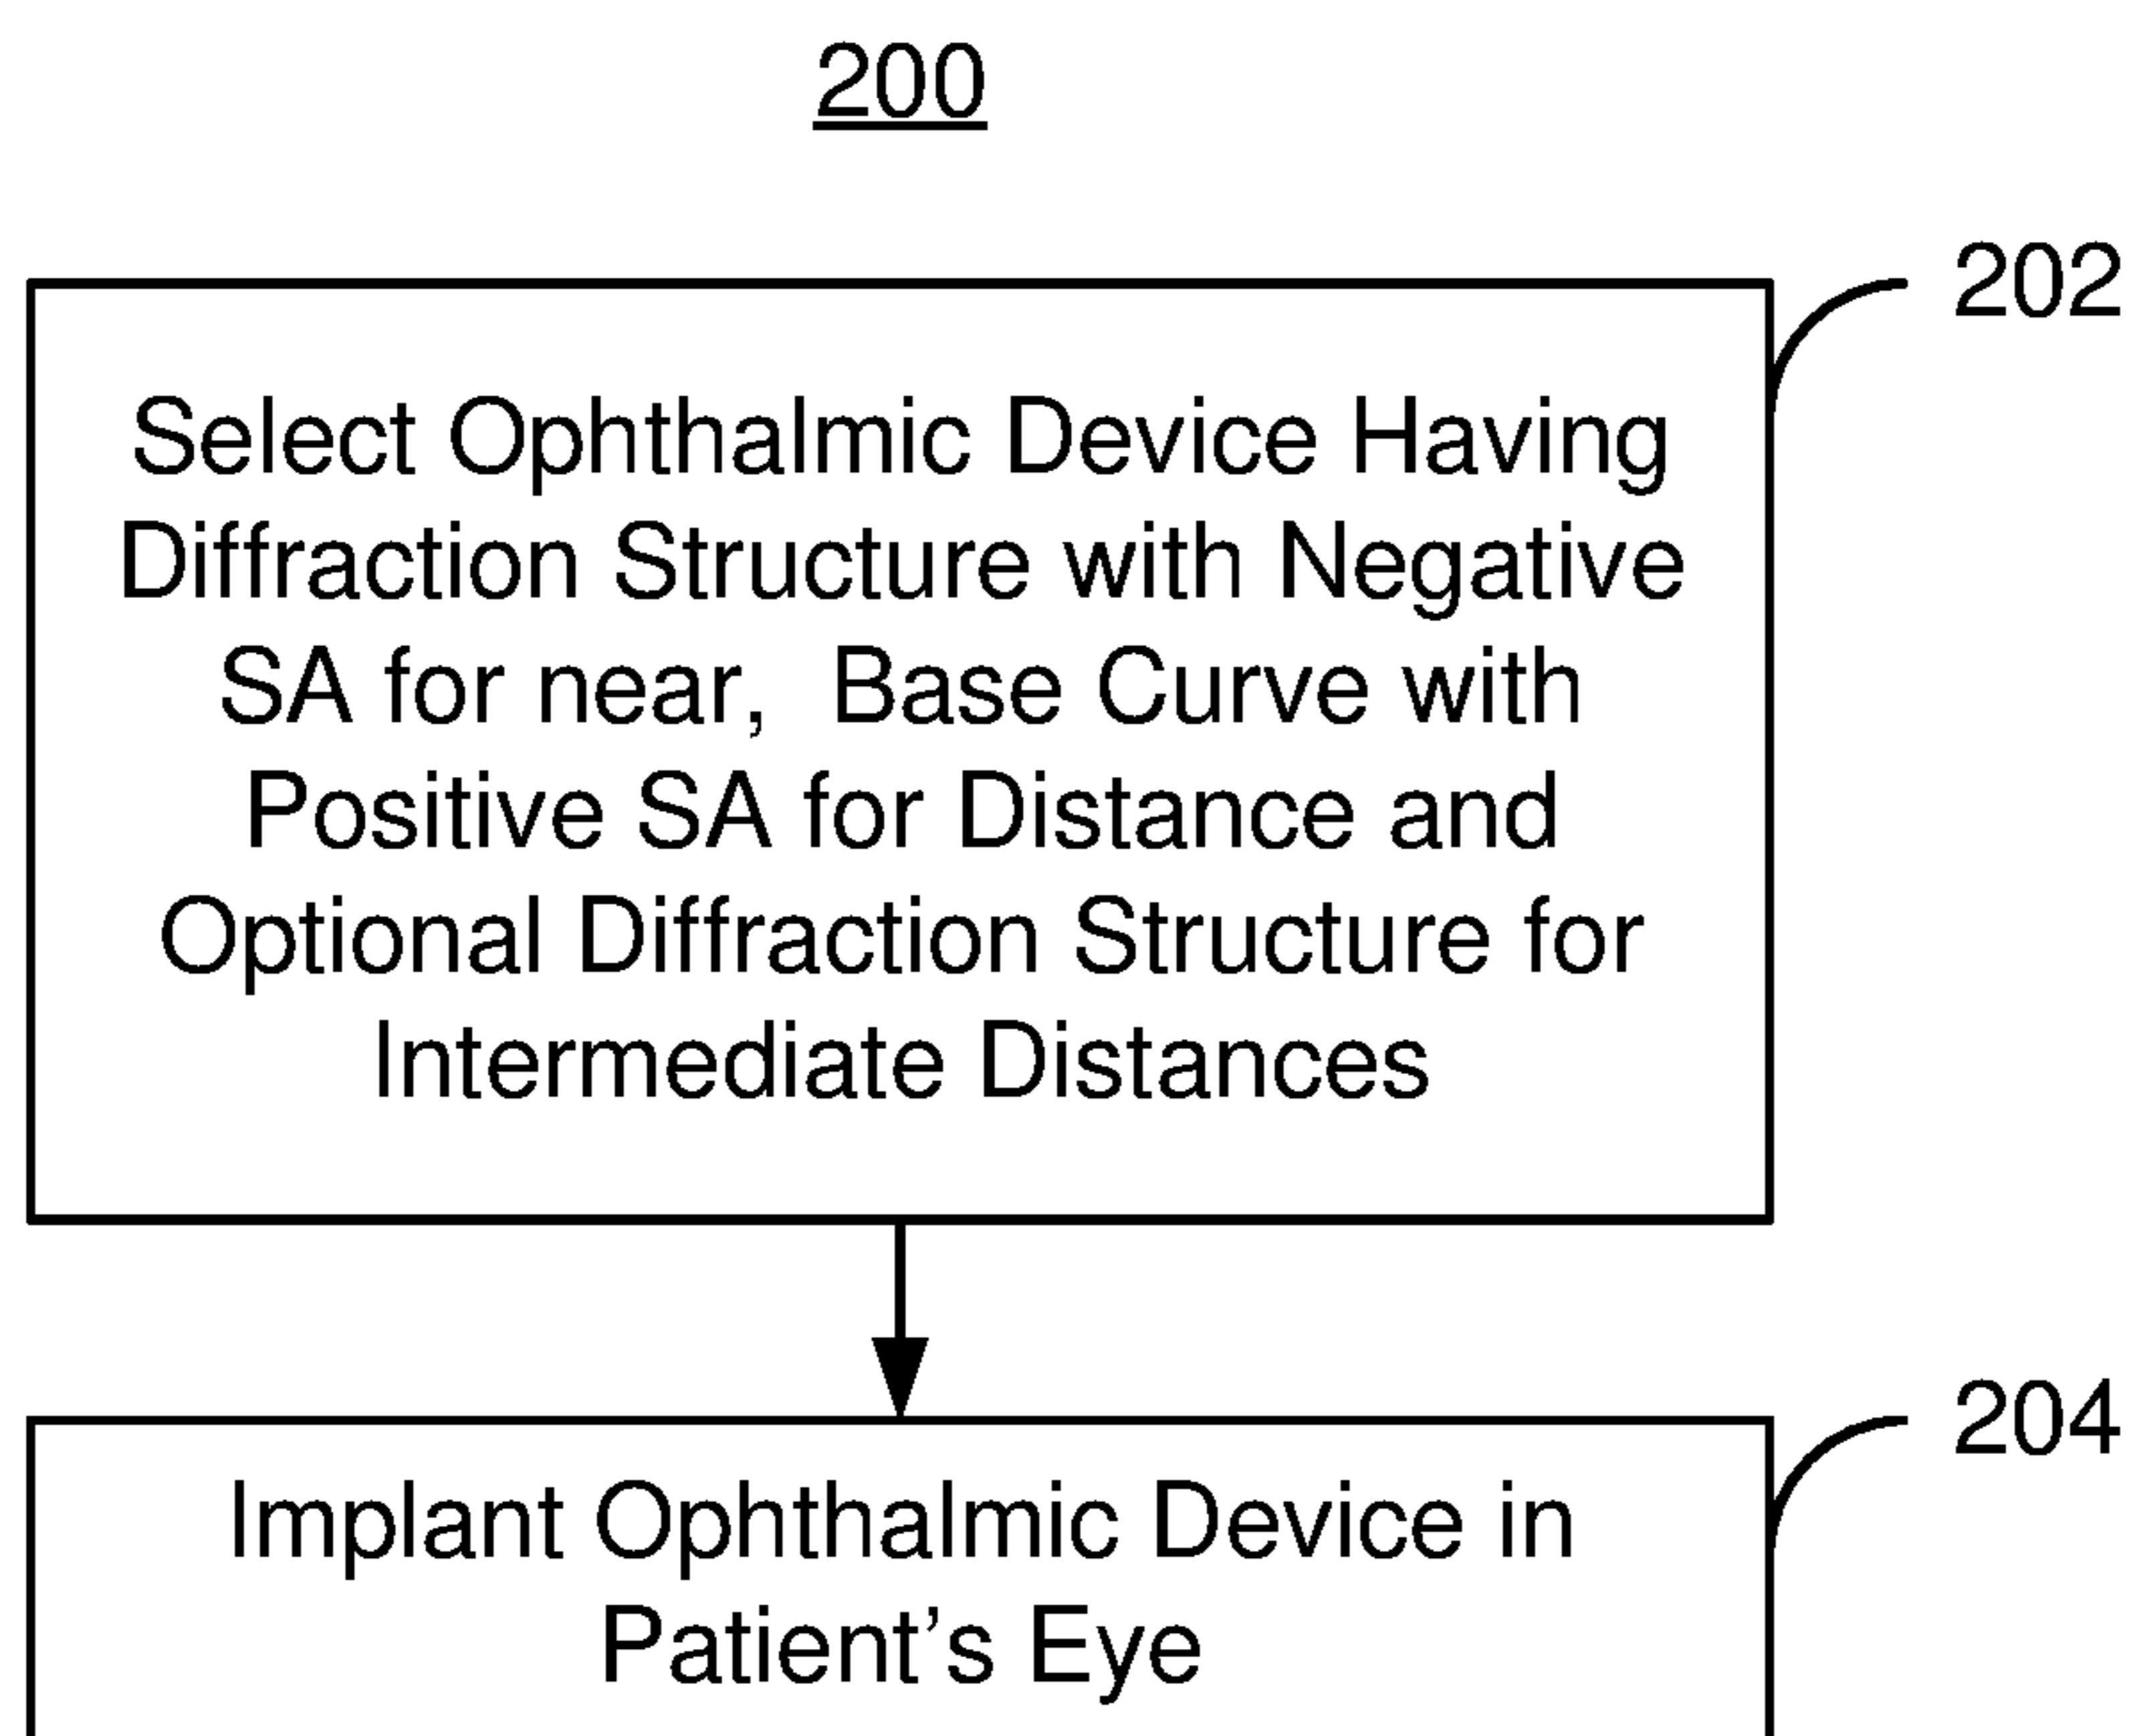 200
202
Select Ophthalmic Device Having
Diffraction Structure with Negative
SA for near, Base Curve with
Positive SA for Distance and
Optional Diffraction Structure for
Intermediate Distances
204
Implant Ophthalmic Device in
Patient’s Eye